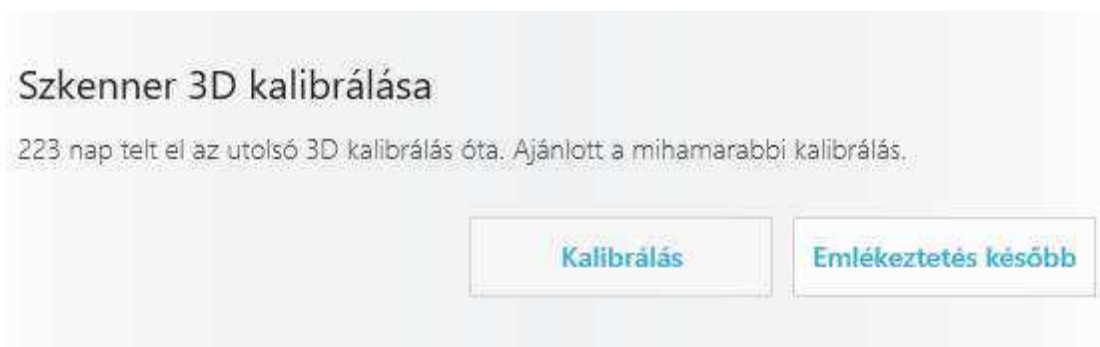 Szkenner 3D kalibrálása
223 nap telt el az utolsó 3D kalibrálás óta. Ajánlott a mihamarabbi kalibrálás.
Kalibrálás
Emlékeztetés később